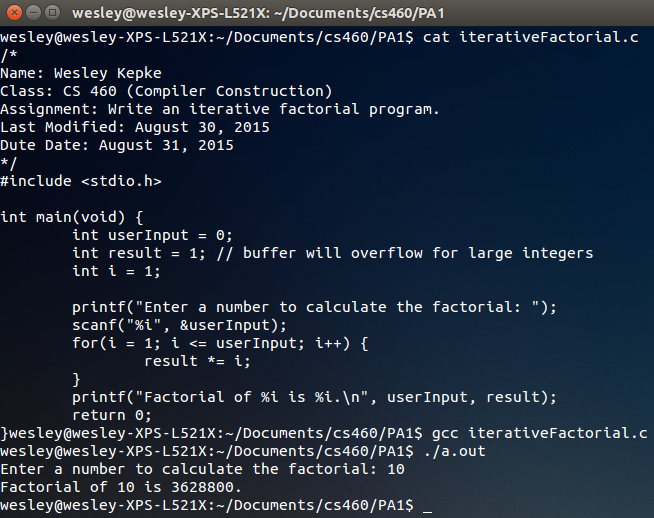 wesley@wesley-XPS-L521X: ~/Documents/cs460/PA1
wesley@wesley-XPS-L521X:~/Documents/cs460/PA1$ cat iterativeFactorial.c
/*
Name: Wesley Kepke
Class: CS 460 (Compiler Construction)
Assignment: Write an iterative factorial program.
Last Modified: August 30, 2015
Dute Date: August 31, 2015
*/
#include <stdio.h>

int main(void) {
        int userInput = 0;
        int result = 1; // buffer will overflow for large integers
        int i = 1;

        printf("Enter a number to calculate the factorial: ");
        scanf("%i", &userInput);
        for(i = 1; i <= userInput; i++) {
                result *= i;
        }
        printf("Factorial of %i is %i.\n", userInput, result);
        return 0;
}wesley@wesley-XPS-L521X:~/Documents/cs460/PA1$ gcc iterativeFactorial.c
wesley@wesley-XPS-L521X:~/Documents/cs460/PA1$ ./a.out
Enter a number to calculate the factorial: 10
Factorial of 10 is 3628800.
wesley@wesley-XPS-L521X:~/Documents/cs460/PA1$ _